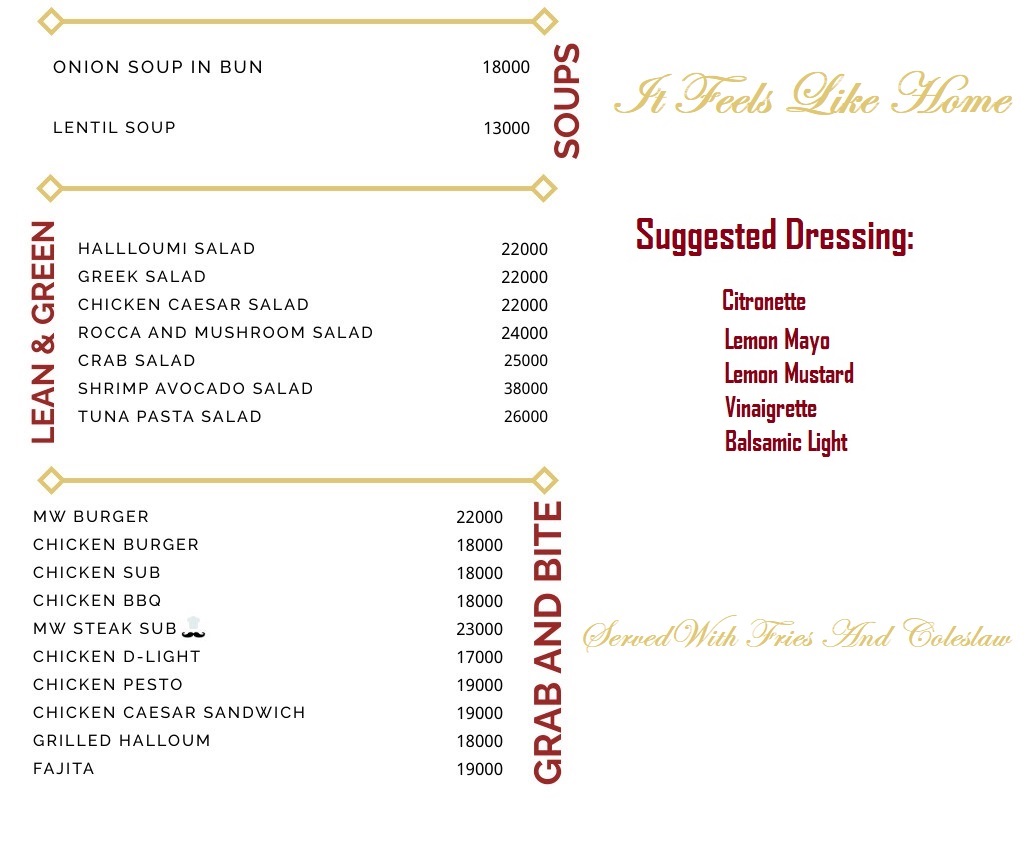 ONION SOUP IN BUN 18000
LENTIL SOUP 13000
SOUPS
It Feels Like Home
LEAN & GREEN
HALLLOUMI SALAD 22000
GREEK SALAD 22000
CHICKEN CAESAR SALAD 22000
ROCCA AND MUSHROOM SALAD 24000
CRAB SALAD 25000
SHRIMP AVOCADO SALAD 38000
TUNA PASTA SALAD 26000
Suggested Dressing:
Citronette
Lemon Mayo
Lemon Mustard
Vinaigrette
Balsamic Light
MW BURGER 22000
CHICKEN BURGER 18000
CHICKEN SUB 18000
CHICKEN BBQ 18000
MW STEAK SUB 23000
CHICKEN D-LIGHT 17000
CHICKEN PESTO 19000
CHICKEN CAESAR SANDWICH 19000
GRILLED HALLOUM 18000
FAJITA 19000
GRAB AND BITE
Served With Fries And Coleslaw